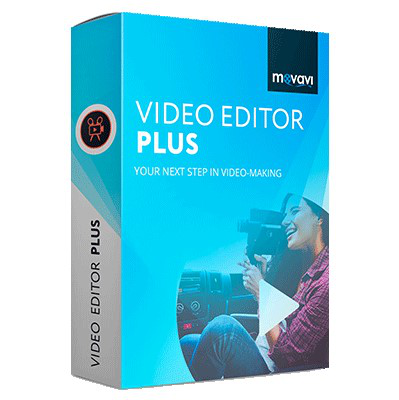 movavi
VIDEO EDITOR
PLUS
YOUR NEXT STEP IN VIDEO-MAKING
VIDEO EDITOR PLUS